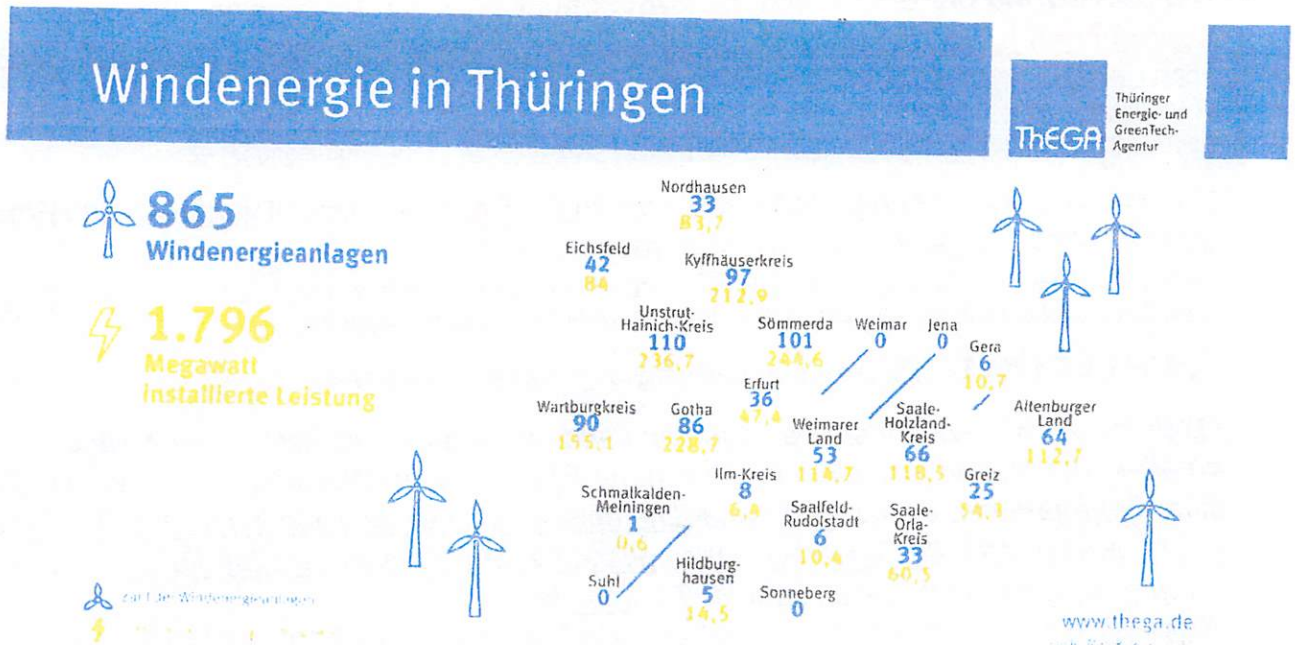 Windenergie in Thüringen
ThEGA
Thüringer
Energie- und
GreenTech-
Agentur
865
Windenergieanlagen
1.796
Megawatt
installierte Leistung
Nordhausen
33
83,7
Eichsfeld
42
84
Kyffhäuserkreis
97
212,9
Unstrut-
Hainich-Kreis
110
236,7
Sömmerda
101
244,6
Weimar
0
Jena
0
Gera
6
10,7
Erfurt
36
47,4
Wartburgkreis
90
155,1
Gotha
86
228,7
Weimarer
Land
53
114,7
Saale-
Holzland-
Kreis
66
118,5
Altenburger
Land
64
112,7
Ilm-Kreis
8
6,4
Greiz
25
54,3
Schmalkalden-
Meiningen
1
0,6
Saalfeld-
Rudolstadt
6
10,4
Saale-
Orla-
Kreis
33
60,5
Suhl
0
Hildburg-
hausen
5
14,5
Sonneberg
0
Zahl der Windenergieanlagen
www.thega.de